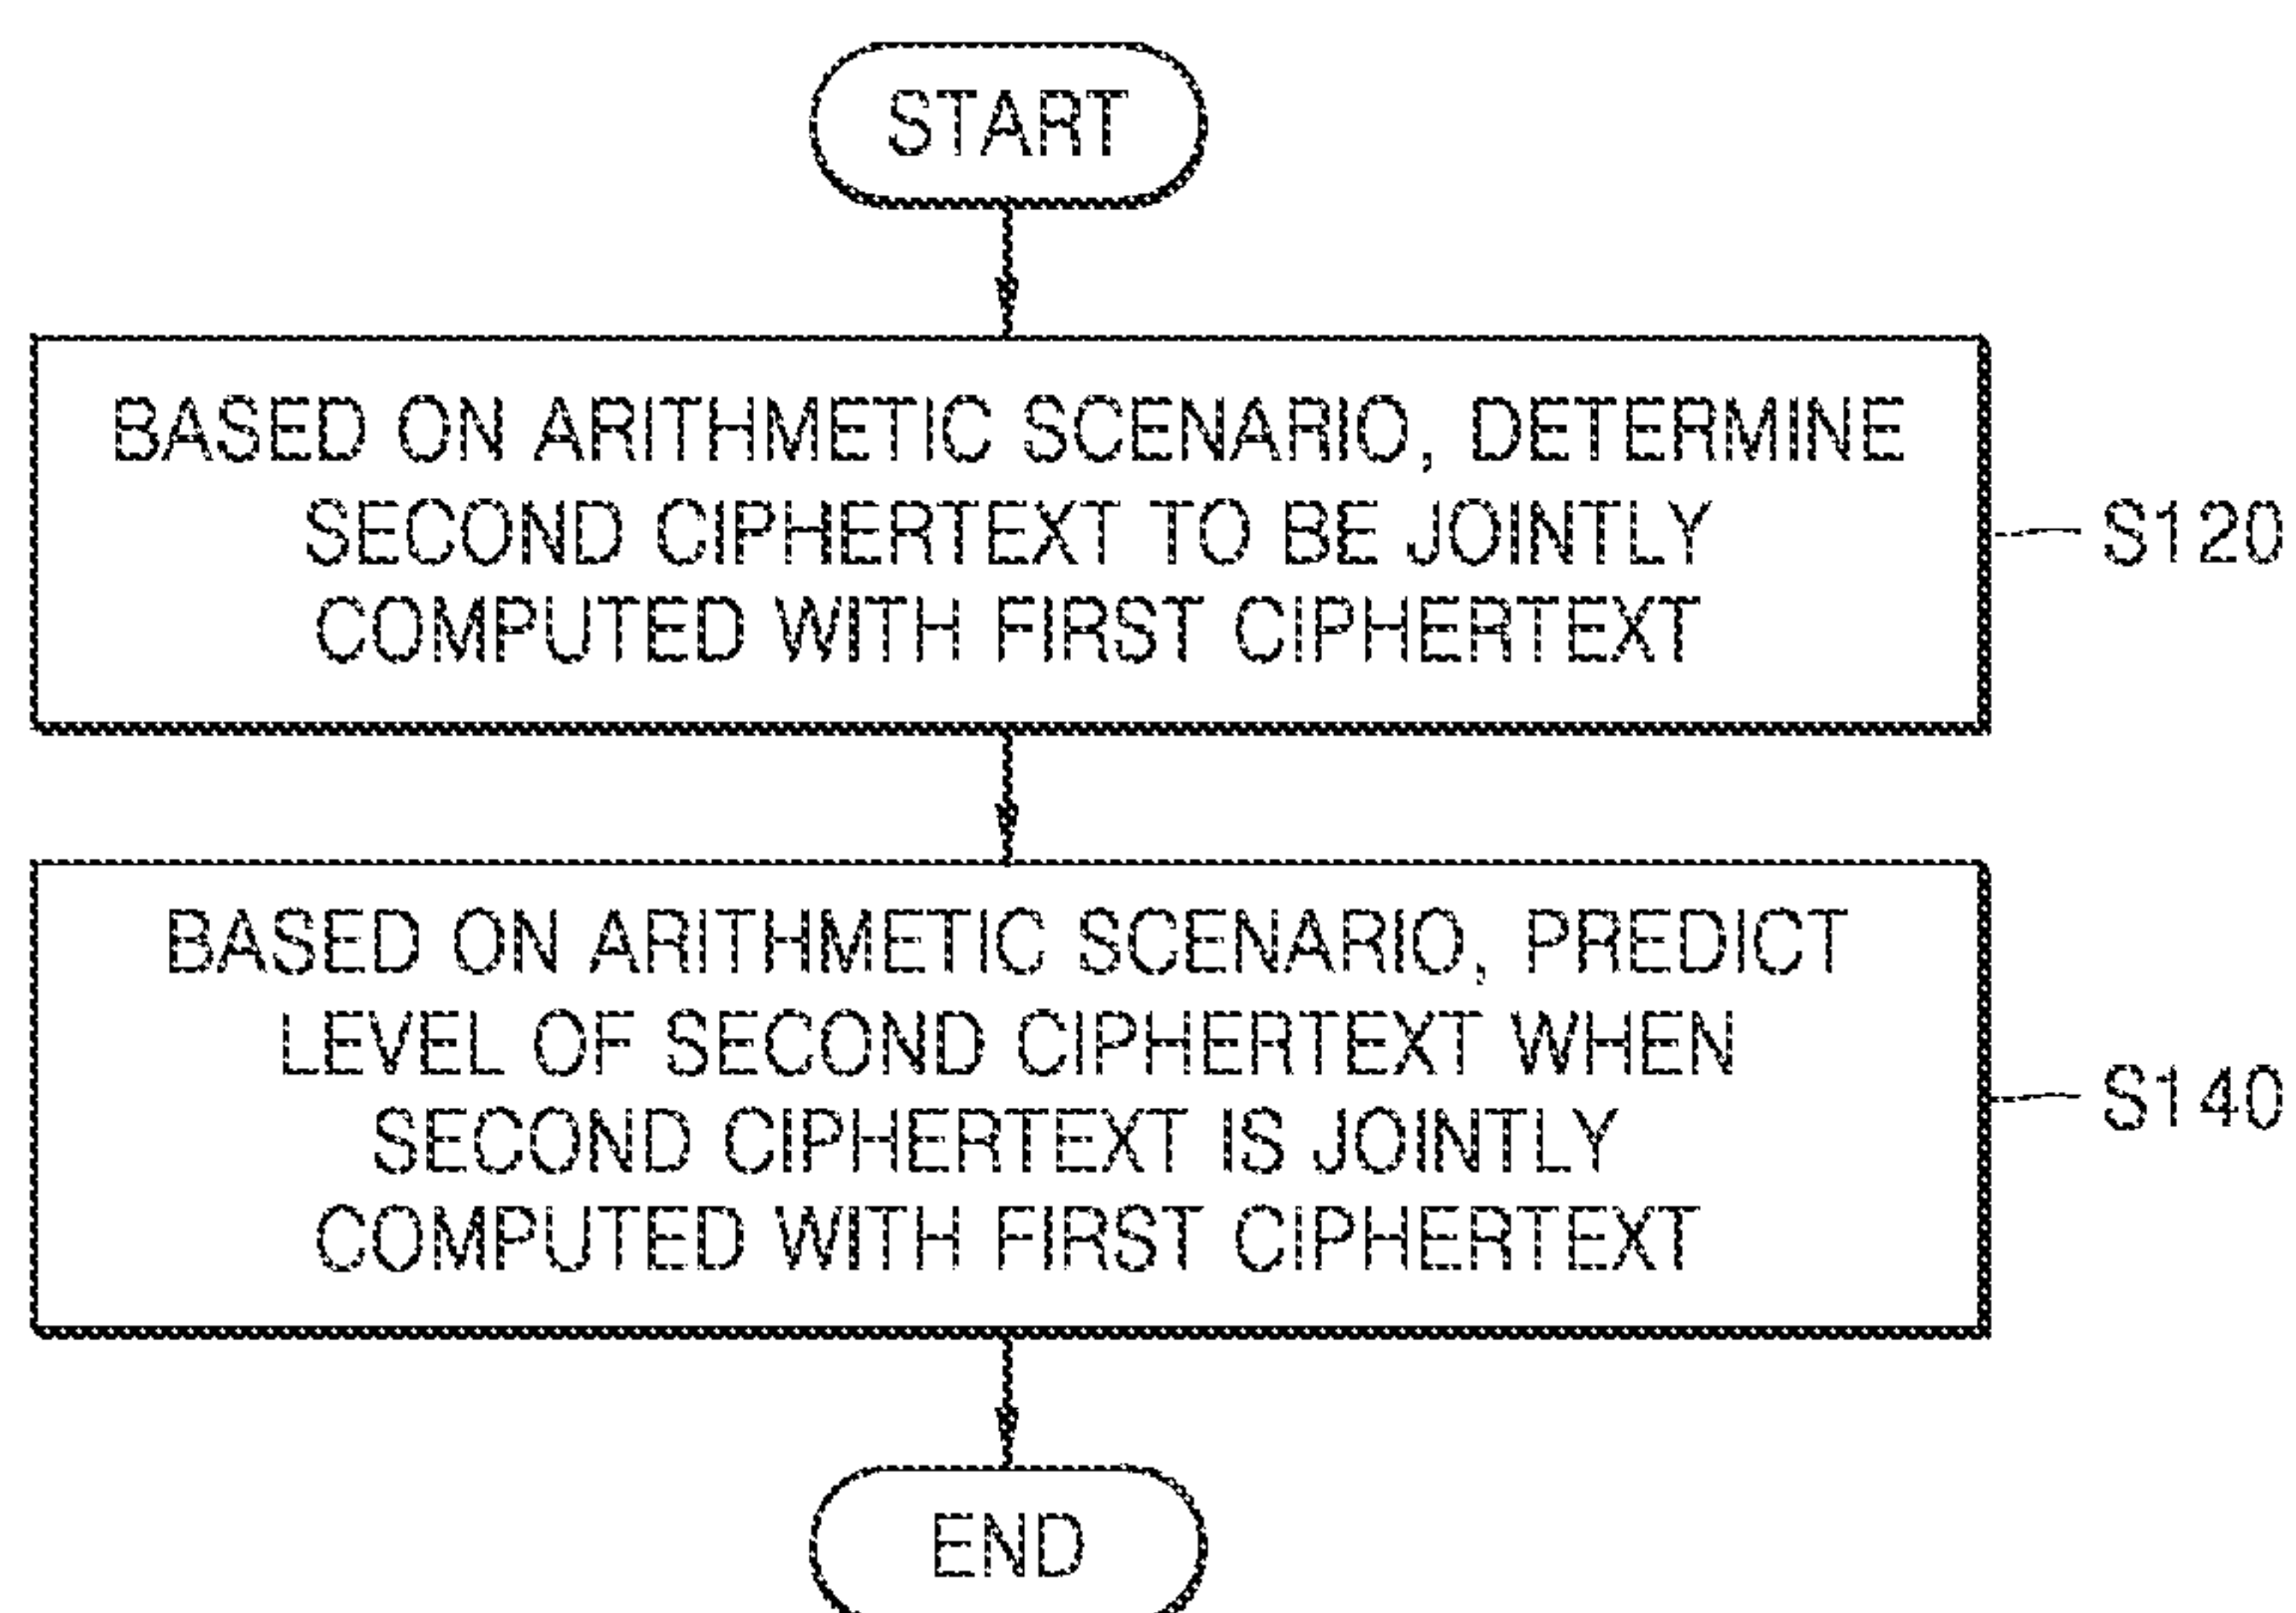 START
BASED ON ARITHMETIC SCENARIO, DETERMINE
SECOND CIPHERTEXT TO BE JOINTLY
COMPUTED WITH FIRST CIPHERTEXT
S120
BASED ON ARITHMETIC SCENARIO, PREDICT
LEVEL OF SECOND CIPHERTEXT WHEN
SECOND CIPHERTEXT IS JOINTLY
COMPUTED WITH FIRST CIPHERTEXT
S140
END